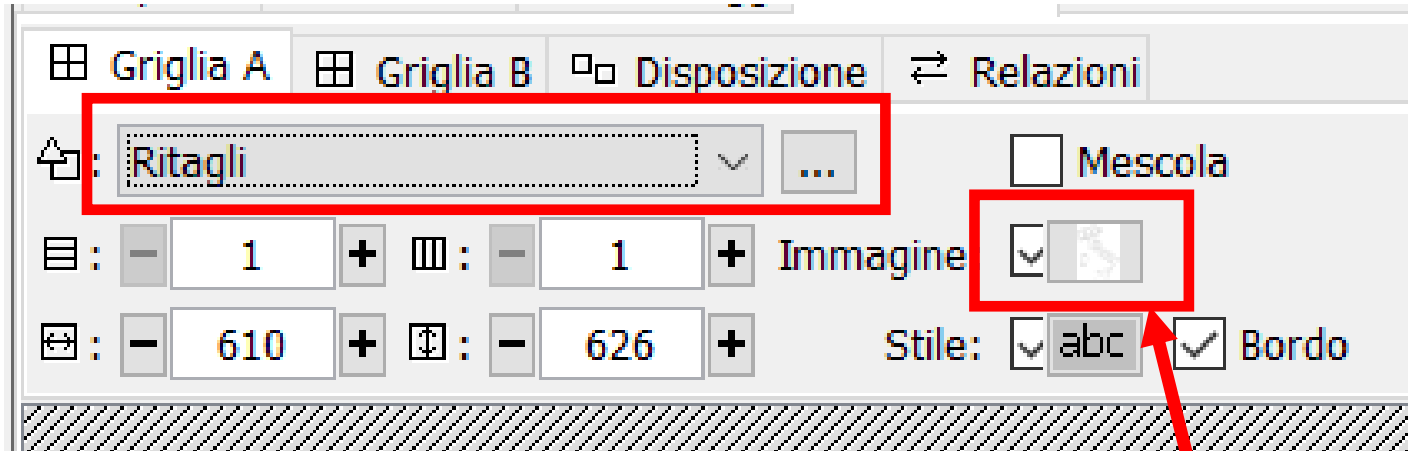 Griglia A Griglia B Disposizione Relazioni
: Ritagli ... Mescola
: − 1 + : − 1 + Immagine
: − 610 + : − 626 + Stile: abc Bordo